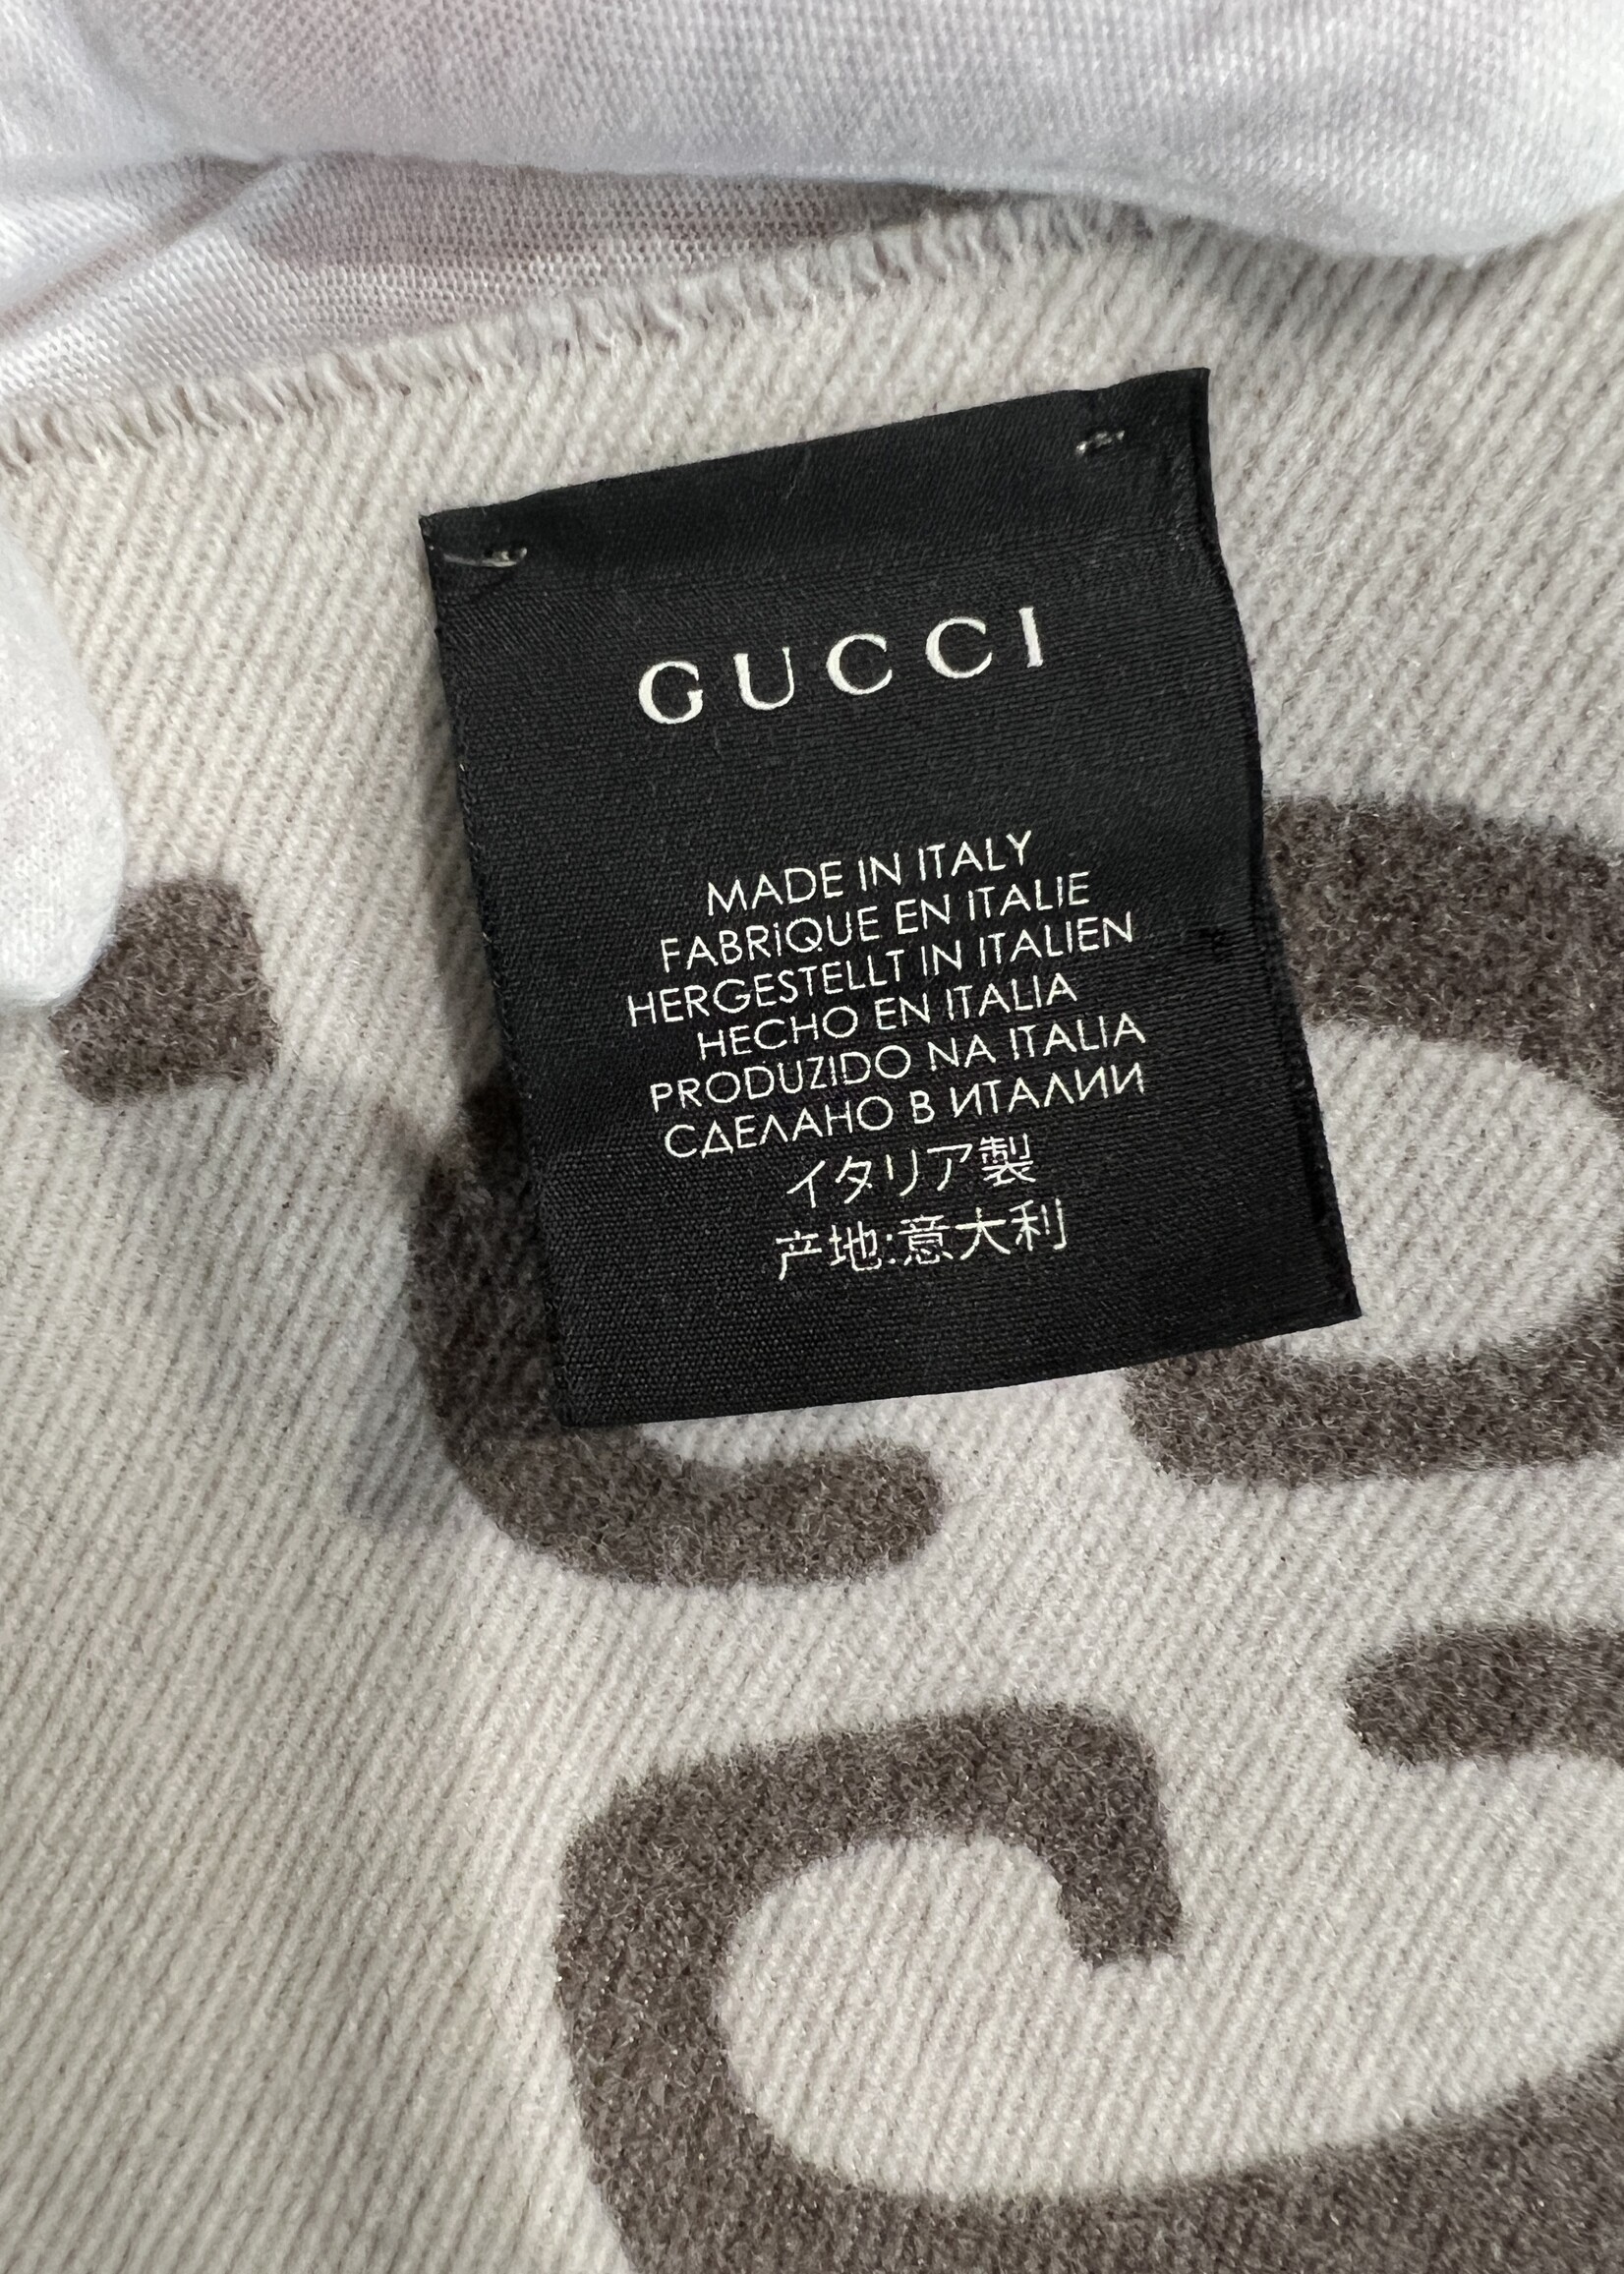 GUCCI
MADE IN ITALY
FABRiQUE EN ITALIE
HERGESTELLT IN ITALIEN
HECHO EN ITALIA
PRODUZIDO NA ITALIA
СДЕЛАНО В ИТАЛИИ
イタリア製
产地:意大利